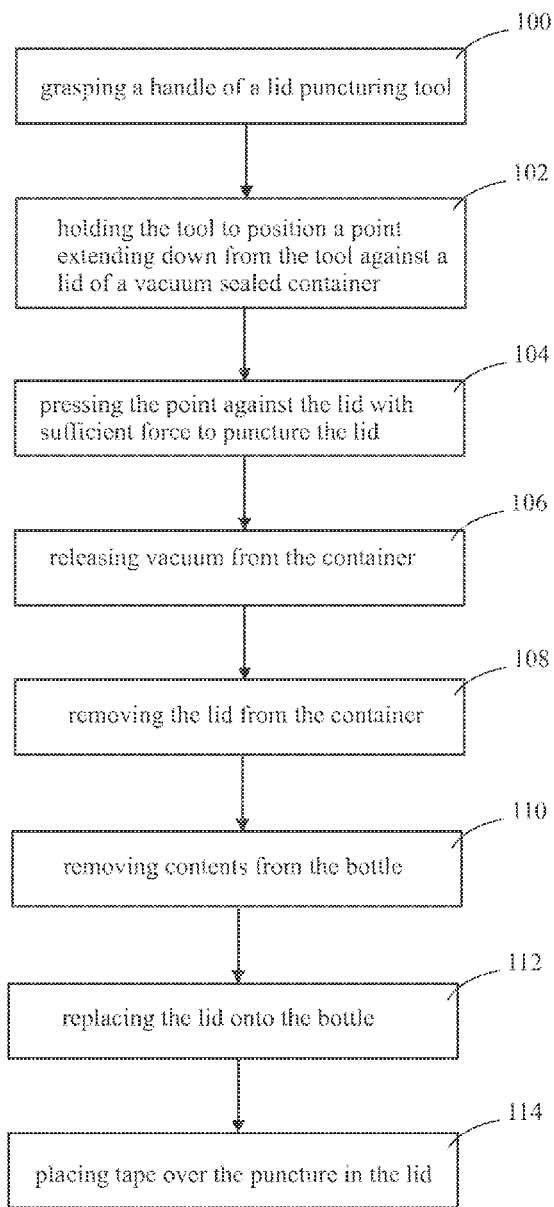 100
grasping a handle of a lid puncturing tool
102
holding the tool to position a point
extending down from the tool against a
lid of a vacuum sealed container
104
pressing the point against the lid with
sufficient force to puncture the lid
106
releasing vacuum from the container
108
removing the lid from the container
110
removing contents from the bottle
112
replacing the lid onto the bottle
114
placing tape over the puncture in the lid